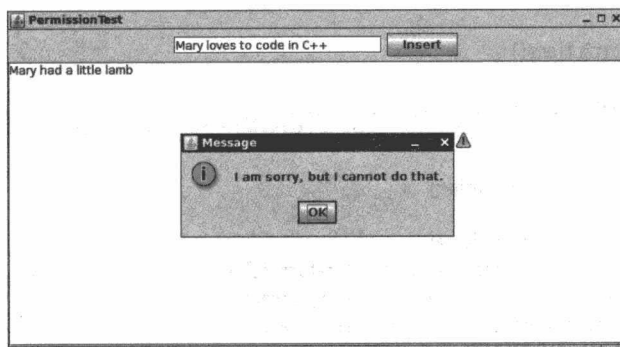 PermissionTest
Mary loves to code in C++ Insert
Mary had a little lamb
Message
I am sorry, but I cannot do that.
OK